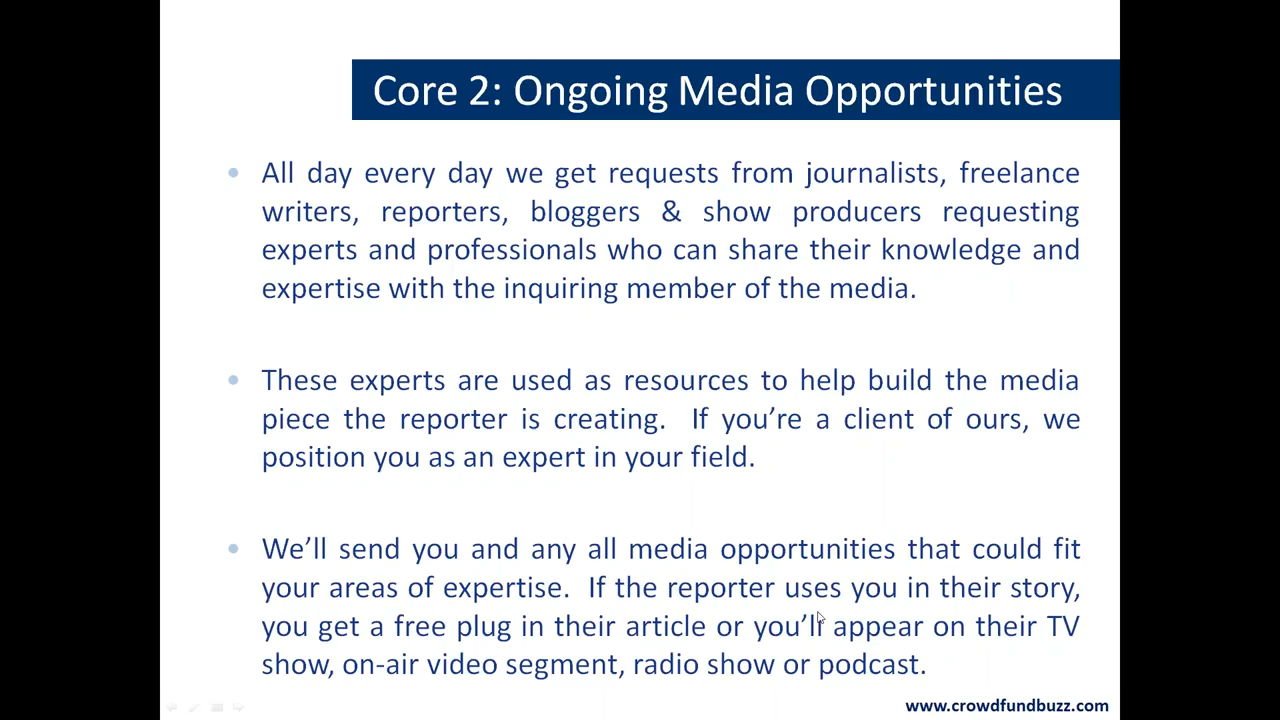 Core 2: Ongoing Media Opportunities
• All day every day we get requests from journalists, freelance
writers, reporters, bloggers & show producers requesting
experts and professionals who can share their knowledge and
expertise with the inquiring member of the media.
• These experts are used as resources to help build the media
piece the reporter is creating. If you’re a client of ours, we
position you as an expert in your field.
• We’ll send you and any all media opportunities that could fit
your areas of expertise. If the reporter uses you in their story,
you get a free plug in their article or you’ll appear on their TV
show, on-air video segment, radio show or podcast.
www.crowdfundbuzz.com